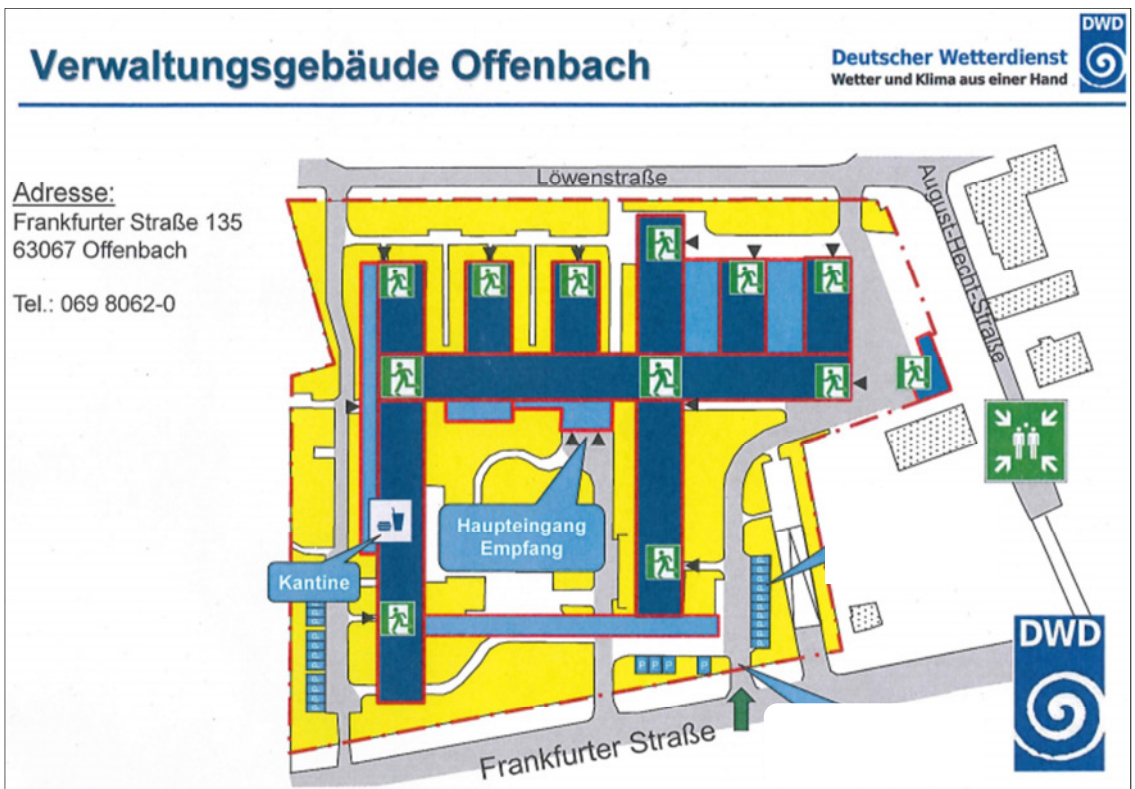 Verwaltungsgebäude Offenbach
Deutscher Wetterdienst
Wetter und Klima aus einer Hand
DWD
Adresse:
Frankfurter Straße 135
63067 Offenbach
Tel.: 069 8062-0
Löwenstraße
August-Hecht-Straße
Haupteingang
Empfang
Kantine
P P P P
Frankfurter Straße
DWD